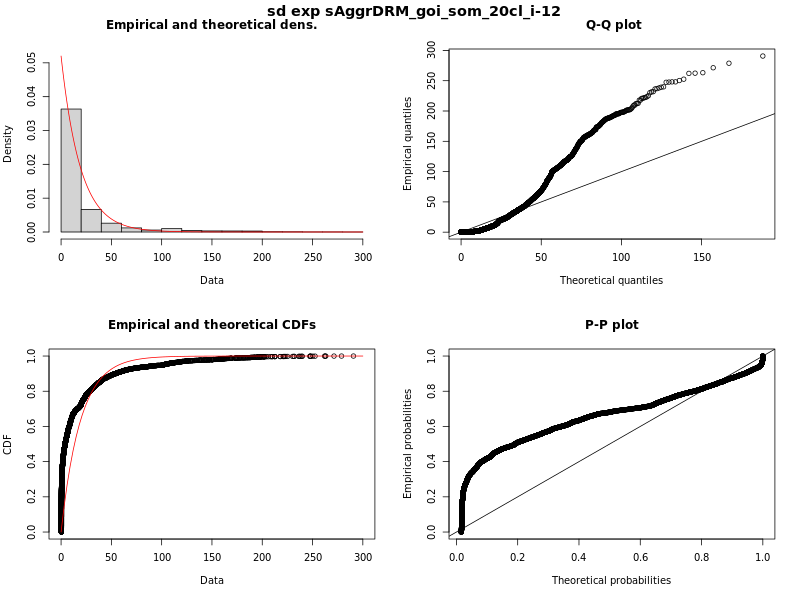 sd exp sAggrDRM_goi_som_20cl_i-12
Empirical and theoretical dens.
Density
0.00 0.01 0.02 0.03 0.04 0.05
0 50 100 150 200 250 300
Data
Q-Q plot
Empirical quantiles
0 50 100 150 200 250 300
0 50 100 150
Theoretical quantiles
Empirical and theoretical CDFs
CDF
0.0 0.2 0.4 0.6 0.8 1.0
0 50 100 150 200 250 300
Data
P-P plot
Empirical probabilities
0.0 0.2 0.4 0.6 0.8 1.0
0.0 0.2 0.4 0.6 0.8 1.0
Theoretical probabilities